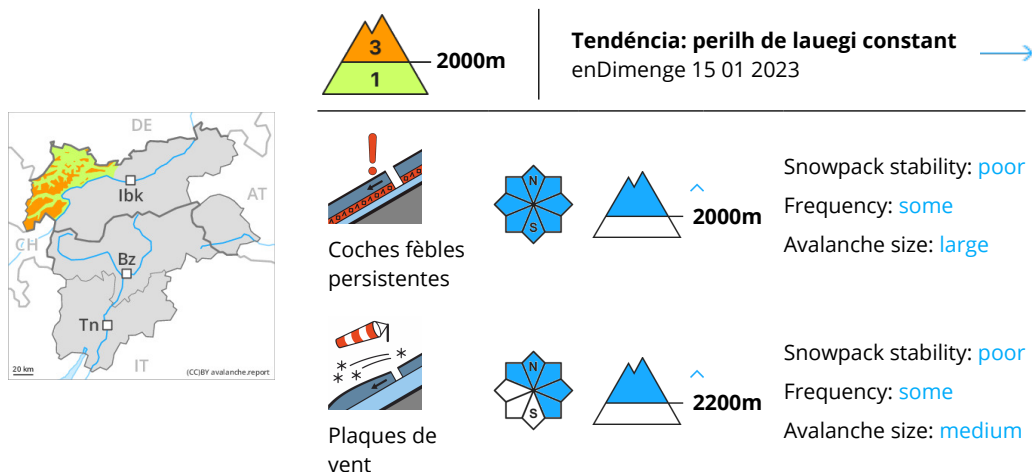 3
1
2000m
Tendéncia: perilh de lauegi constant
enDimenge 15 01 2023
DE
AT
CH
IT
Ibk
Bz
Tn
20 km
(CC)BY avalanche.report
Coches fèbles
persistentes
N
S
2000m
Snowpack stability: poor
Frequency: some
Avalanche size: large
Plaques de
vent
N
S
2200m
Snowpack stability: poor
Frequency: some
Avalanche size: medium